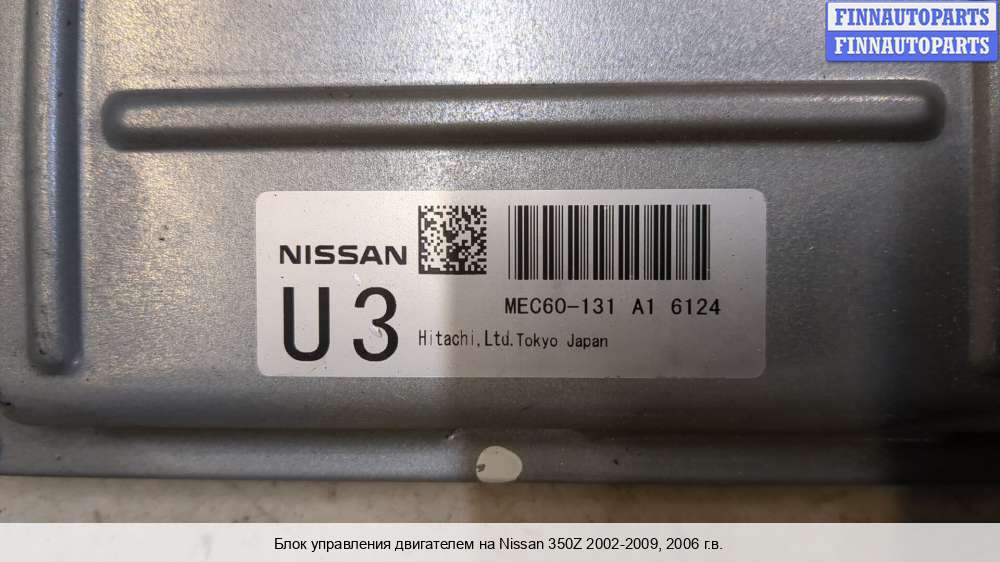 FINNAUTOPARTS
FINNAUTOPARTS
NISSAN
U3
MEC60-131 A1 6124
Hitachi,Ltd.Tokyo Japan
Блок управления двигателем на Nissan 350Z 2002-2009, 2006 г.в.